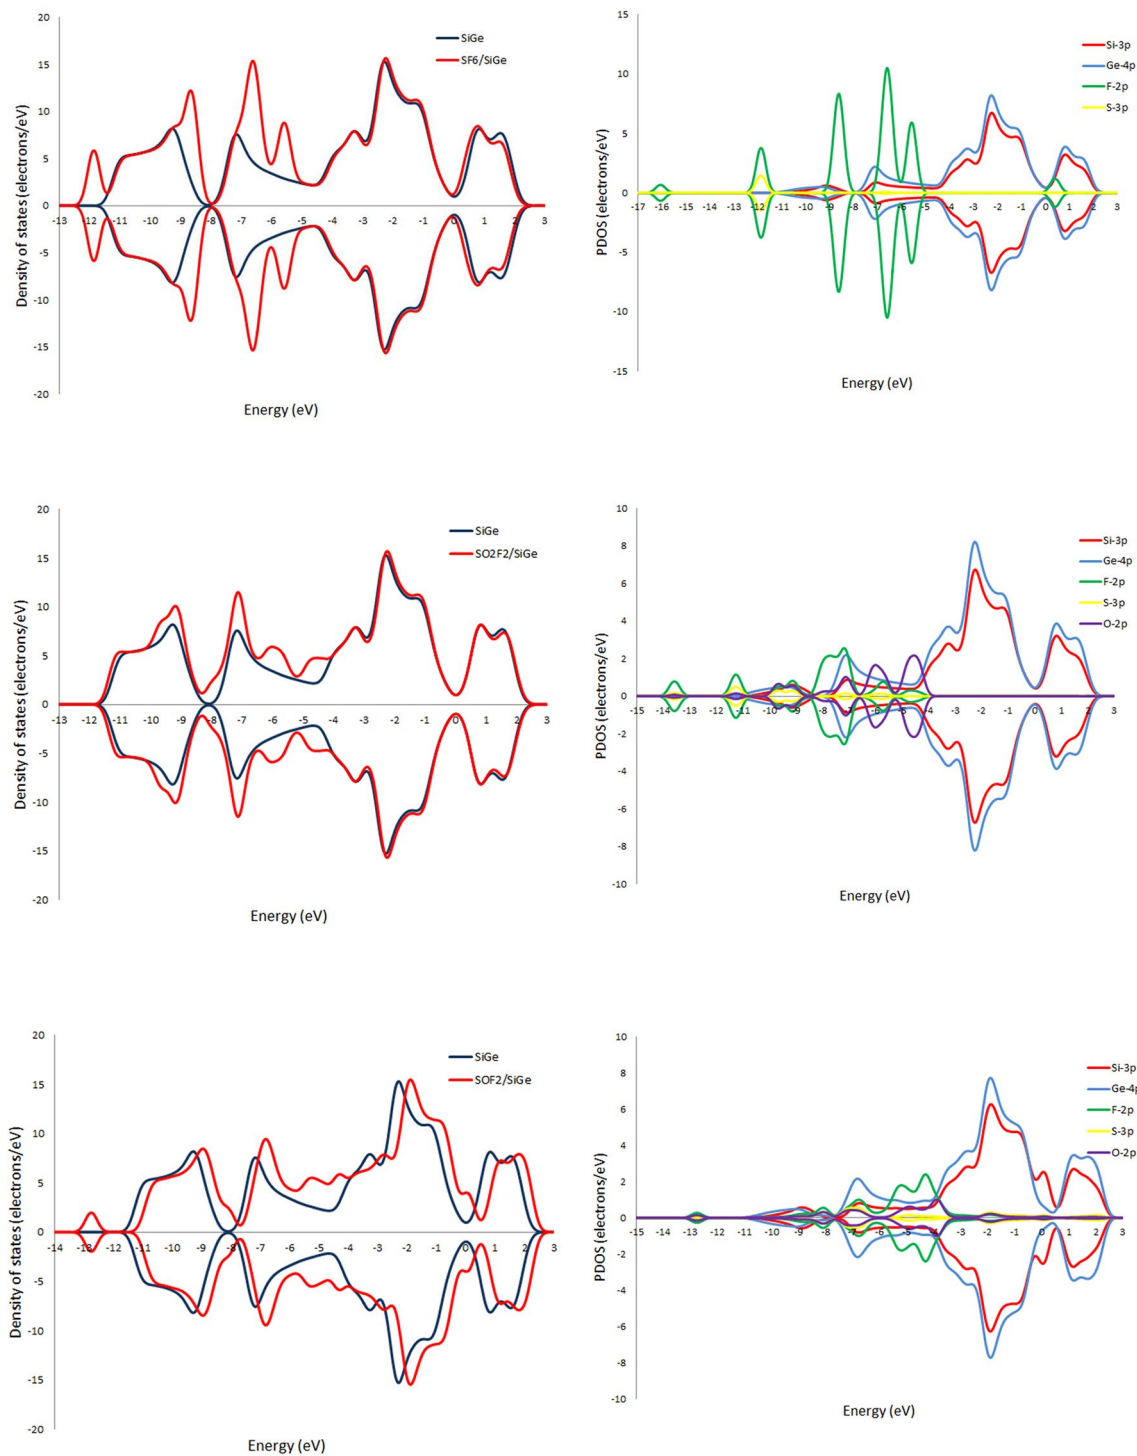 Density of states (electrons/eV)
20
15
10
5
0
-5
-10
-15
-20
-13 -12 -11 -10 -9 -8 -7 -6 -5 -4 -3 -2 -1 0 1 2 3
SiGe
SF6/SiGe
Energy (eV)
PDOS (electrons/eV)
15
10
5
0
-5
-10
-15
-17 -16 -15 -14 -13 -12 -11 -10 -9 -8 -7 -6 -5 -4 -3 -2 -1 0 1 2 3
Si-3p
Ge-4p
F-2p
S-3p
Energy (eV)
Density of states (electrons/eV)
20
15
10
5
0
-5
-10
-15
-20
-13 -12 -11 -10 -9 -8 -7 -6 -5 -4 -3 -2 -1 0 1 2 3
SiGe
SO2F2/SiGe
Energy (eV)
PDOS (electrons/eV)
10
8
6
4
2
0
-2
-4
-6
-8
-10
-15 -14 -13 -12 -11 -10 -9 -8 -7 -6 -5 -4 -3 -2 -1 0 1 2 3
Si-3p
Ge-4p
F-2p
S-3p
O-2p
Energy (eV)
Density of states (electrons/eV)
20
15
10
5
0
-5
-10
-15
-20
-14 -13 -12 -11 -10 -9 -8 -7 -6 -5 -4 -3 -2 -1 0 1 2 3
SiGe
SOF2/SiGe
Energy (eV)
PDOS (electrons/eV)
10
8
6
4
2
0
-2
-4
-6
-8
-10
-15 -14 -13 -12 -11 -10 -9 -8 -7 -6 -5 -4 -3 -2 -1 0 1 2 3
Si-3p
Ge-4p
F-2p
S-3p
O-2p
Energy (eV)